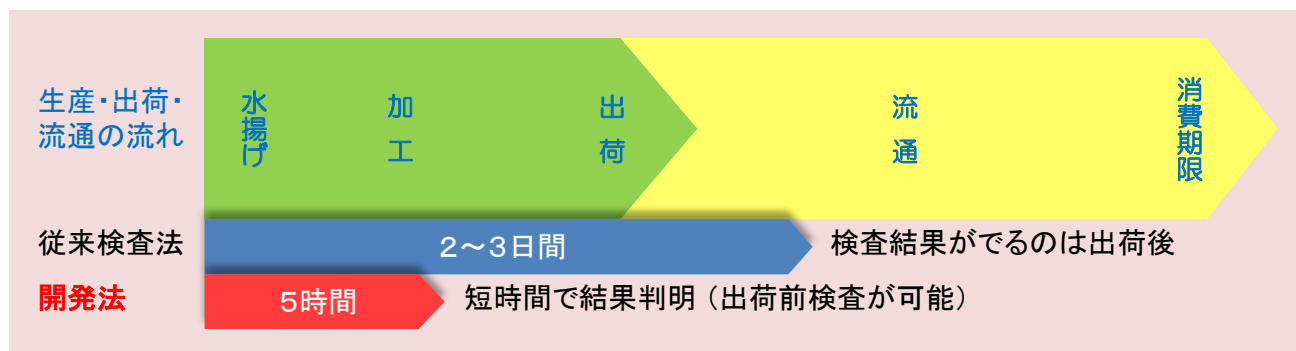 生産・出荷・
流通の流れ
水揚げ
加工
出荷
流通
消費期限
従来検査法
2～3日間
検査結果がでるのは出荷後
開発法
5時間
短時間で結果判明（出荷前検査が可能）